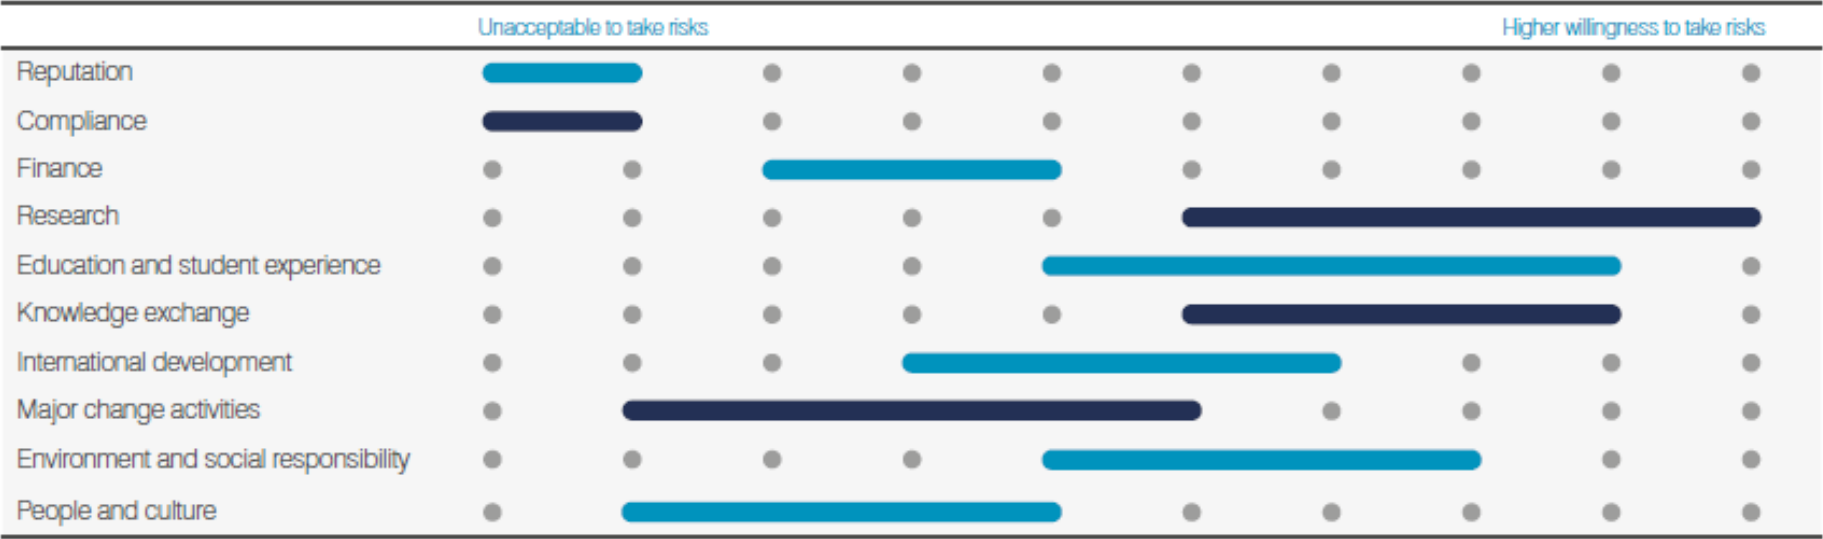 Unacceptable to take risks Higher willingness to take risks
Reputation
Compliance
Finance
Research
Education and student experience
Knowledge exchange
International development
Major change activities
Environment and social responsibility
People and culture